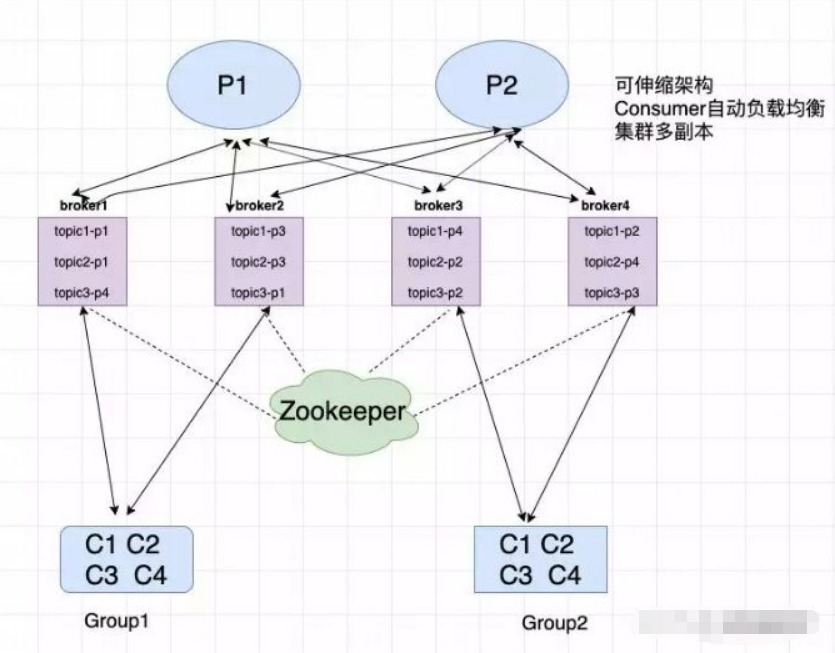 P1
P2
可伸缩架构
Consumer自动负载均衡
集群多副本
broker1
broker2
broker3
broker4
topic1-p1
topic2-p1
topic3-p4
topic1-p3
topic2-p3
topic3-p1
topic1-p4
topic2-p2
topic3-p2
topic1-p2
topic2-p4
topic3-p3
Zookeeper
C1 C2
C3 C4
Group1
C1 C2
C3 C4
Group2